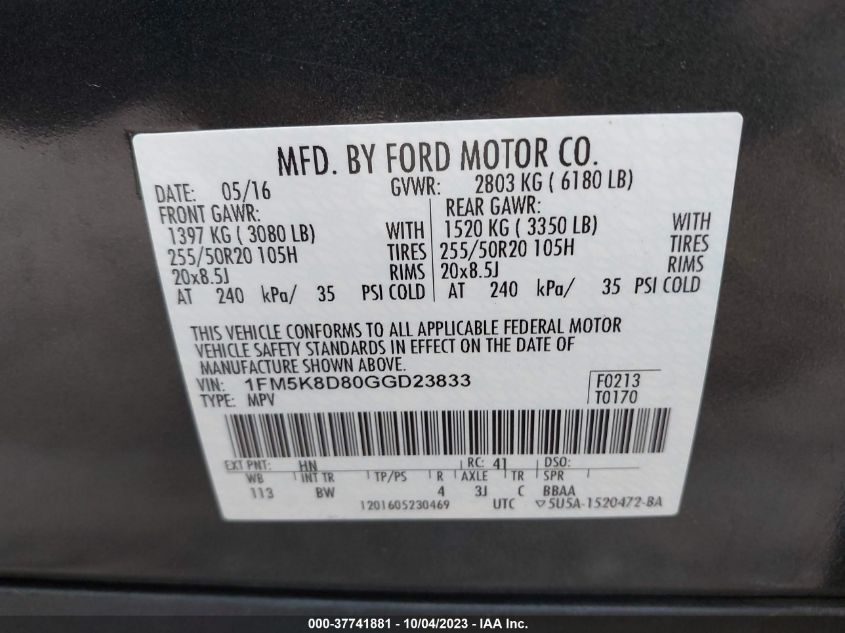 MFD. BY FORD MOTOR CO.
DATE: 05/16 GVWR: 2803 KG ( 6180 LB)
FRONT GAWR: REAR GAWR:
1397 KG ( 3080 LB) WITH 1520 KG ( 3350 LB) WITH
255/50R20 105H TIRES 255/50R20 105H TIRES
20x8.5J RIMS 20x8.5J RIMS
AT 240 kPa/ 35 PSI COLD AT 240 kPa/ 35 PSI COLD
THIS VEHICLE CONFORMS TO ALL APPLICABLE FEDERAL MOTOR
VEHICLE SAFETY STANDARDS IN EFFECT ON THE DATE OF
MANUFACTURE SHOWN ABOVE.
VIN: 1FM5K8D80GGD23833 F0213
TYPE: MPV T0170
EXT PNT: HN RC: 41 DSO:
WB INT TR TP/PS R AXLE TR SPR
113 BW 4 3J C BBAA
1201605230469 UTC ▽5U5A-1520472-BA
000-37741881 - 10/04/2023 - IAA Inc.